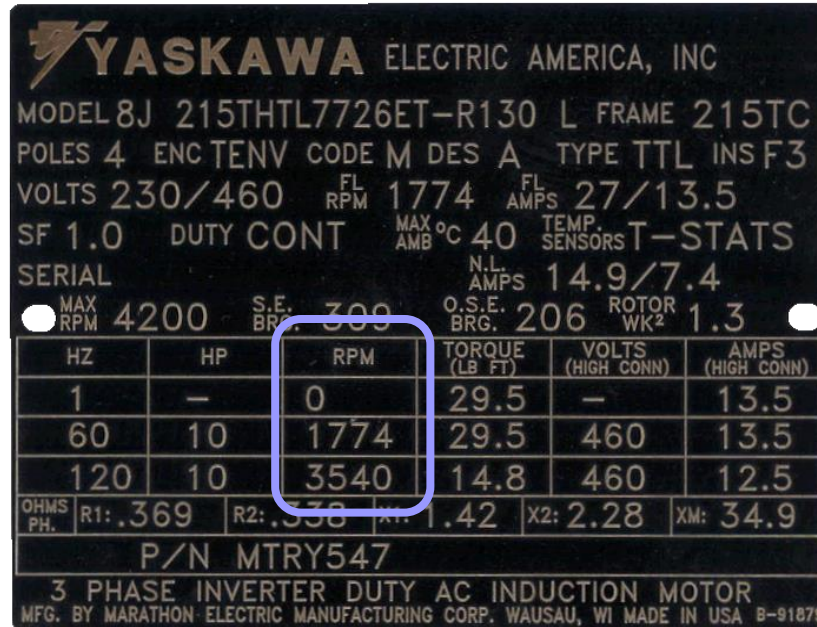 YASKAWA ELECTRIC AMERICA, INC
MODEL 8J 215THTL7726ET-R130 L FRAME 215TC
POLES 4 ENC TENV CODE M DES A TYPE TTL INS F3
VOLTS 230/460 FL RPM 1774 FL AMPS 27/13.5
SF 1.0 DUTY CONT MAX AMB °C 40 TEMP. SENSORS T-STATS
SERIAL N.L. AMPS 14.9/7.4
MAX RPM 4200 S.E. BRG. 309 O.S.E. BRG. 206 ROTOR WK² 1.3
HZ HP RPM TORQUE (LB FT) VOLTS (HIGH CONN) AMPS (HIGH CONN)
1 - 0 29.5 - 13.5
60 10 1774 29.5 460 13.5
120 10 3540 14.8 460 12.5
OHMS PH. R1: .369 R2: .338 X1: 1.42 X2: 2.28 XM: 34.9
P/N MTRY547
3 PHASE INVERTER DUTY AC INDUCTION MOTOR
MFG. BY MARATHON ELECTRIC MANUFACTURING CORP. WAUSAU, WI MADE IN USA B-91879